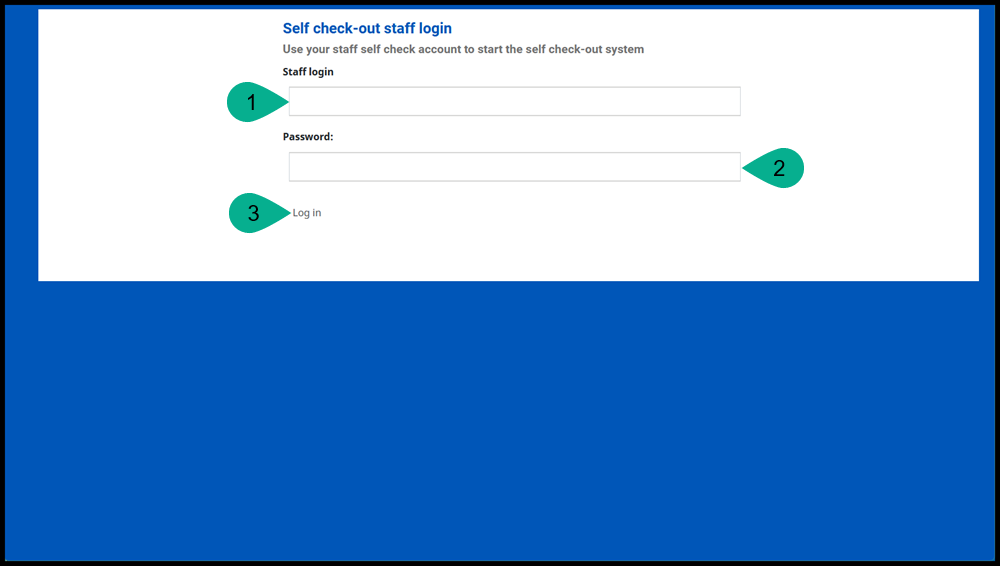 Self check-out staff login
Use your staff self check account to start the self check-out system
Staff login
1
Password:
2
3
Log in